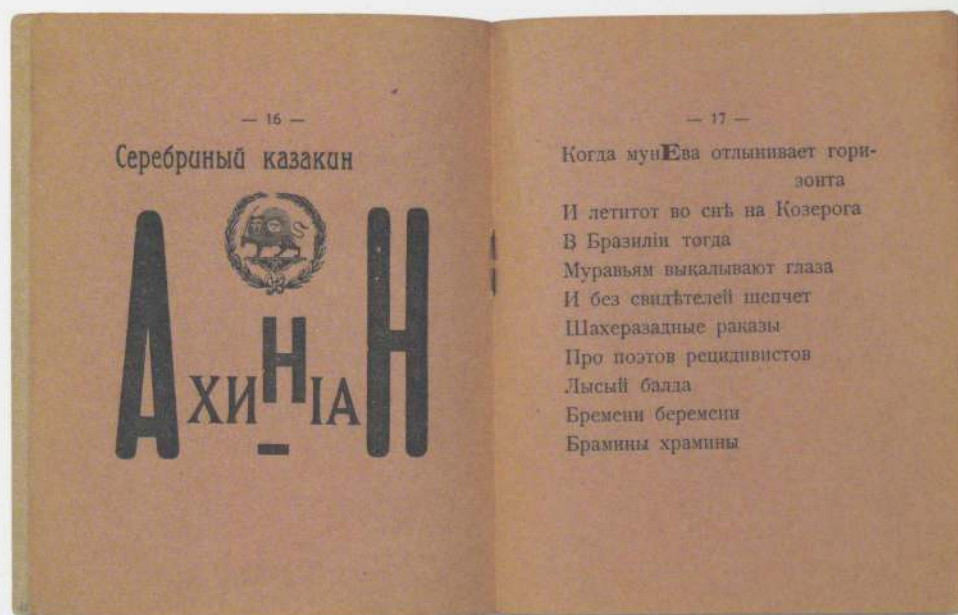 — 16 —
Серебриный казакин
АХИНІАН
— 17 —
Когда мунЕва отлынивает гори-
зонта
И летитот во снѣ на Козерога
В Бразиліи тогда
Муравьям выкалывают глаза
И без свидѣтелей шепчет
Шахеразадные раказы
Про поэтов рецидивистов
Лысый балда
Бремени беремени
Брамины храмины